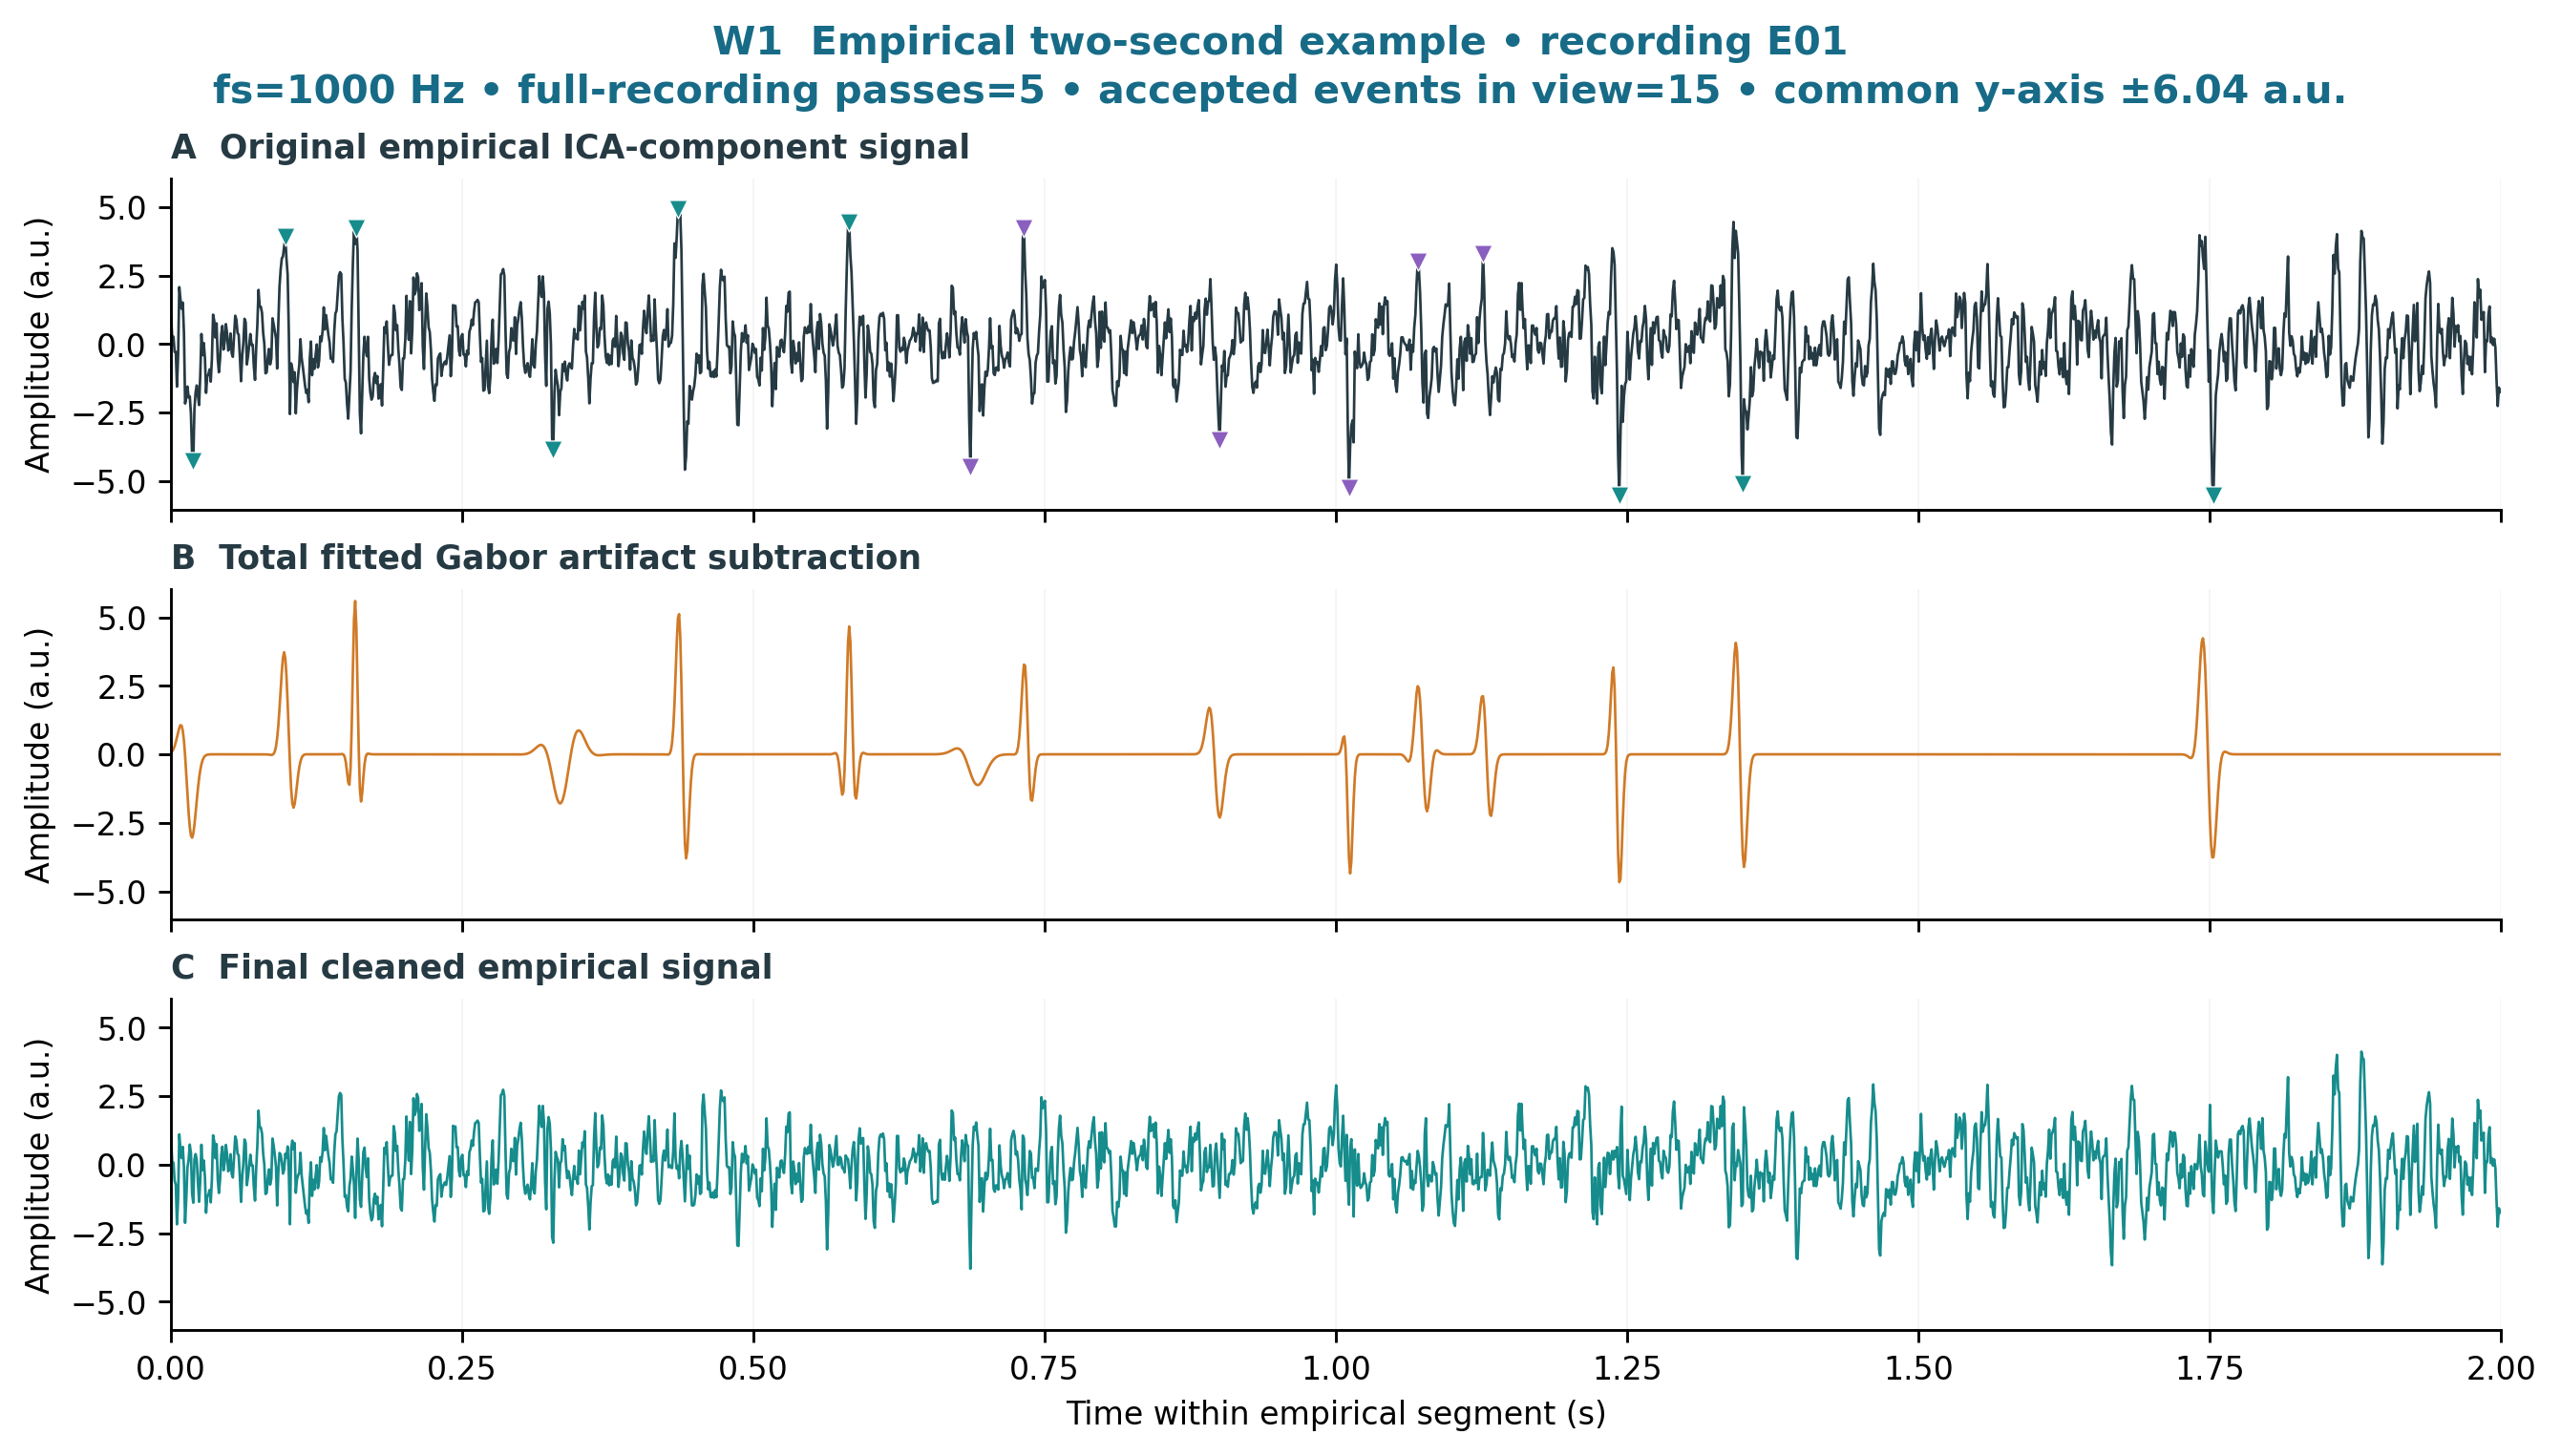 W1  Empirical two-second example • recording E01
fs=1000 Hz • full-recording passes=5 • accepted events in view=15 • common y-axis ±6.04 a.u.
A  Original empirical ICA-component signal
Amplitude (a.u.)
5.0
2.5
0.0
−2.5
−5.0
B  Total fitted Gabor artifact subtraction
Amplitude (a.u.)
5.0
2.5
0.0
−2.5
−5.0
C  Final cleaned empirical signal
Amplitude (a.u.)
5.0
2.5
0.0
−2.5
−5.0
0.00 0.25 0.50 0.75 1.00 1.25 1.50 1.75 2.00
Time within empirical segment (s)